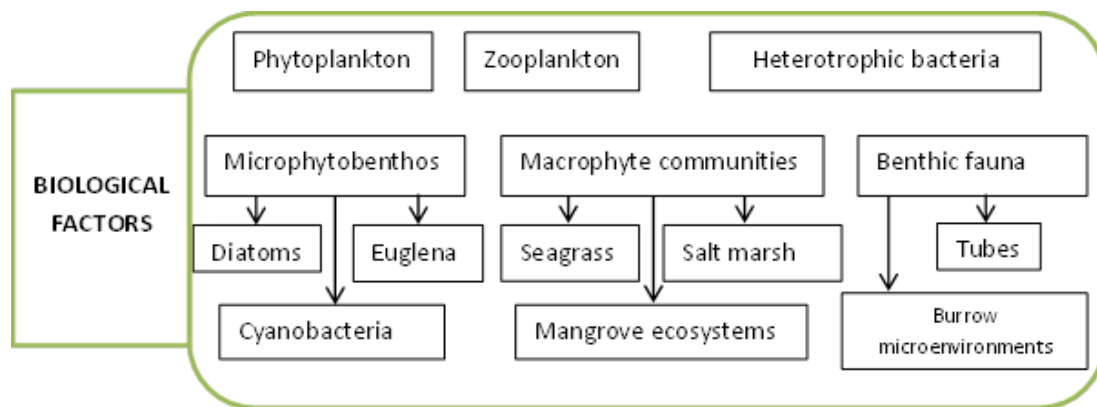 Phytoplankton
Zooplankton
Heterotrophic bacteria
BIOLOGICAL
FACTORS
Microphytobenthos
Macrophyte communities
Benthic fauna
Diatoms
Euglena
Seagrass
Salt marsh
Tubes
Cyanobacteria
Mangrove ecosystems
Burrow
microenvironments